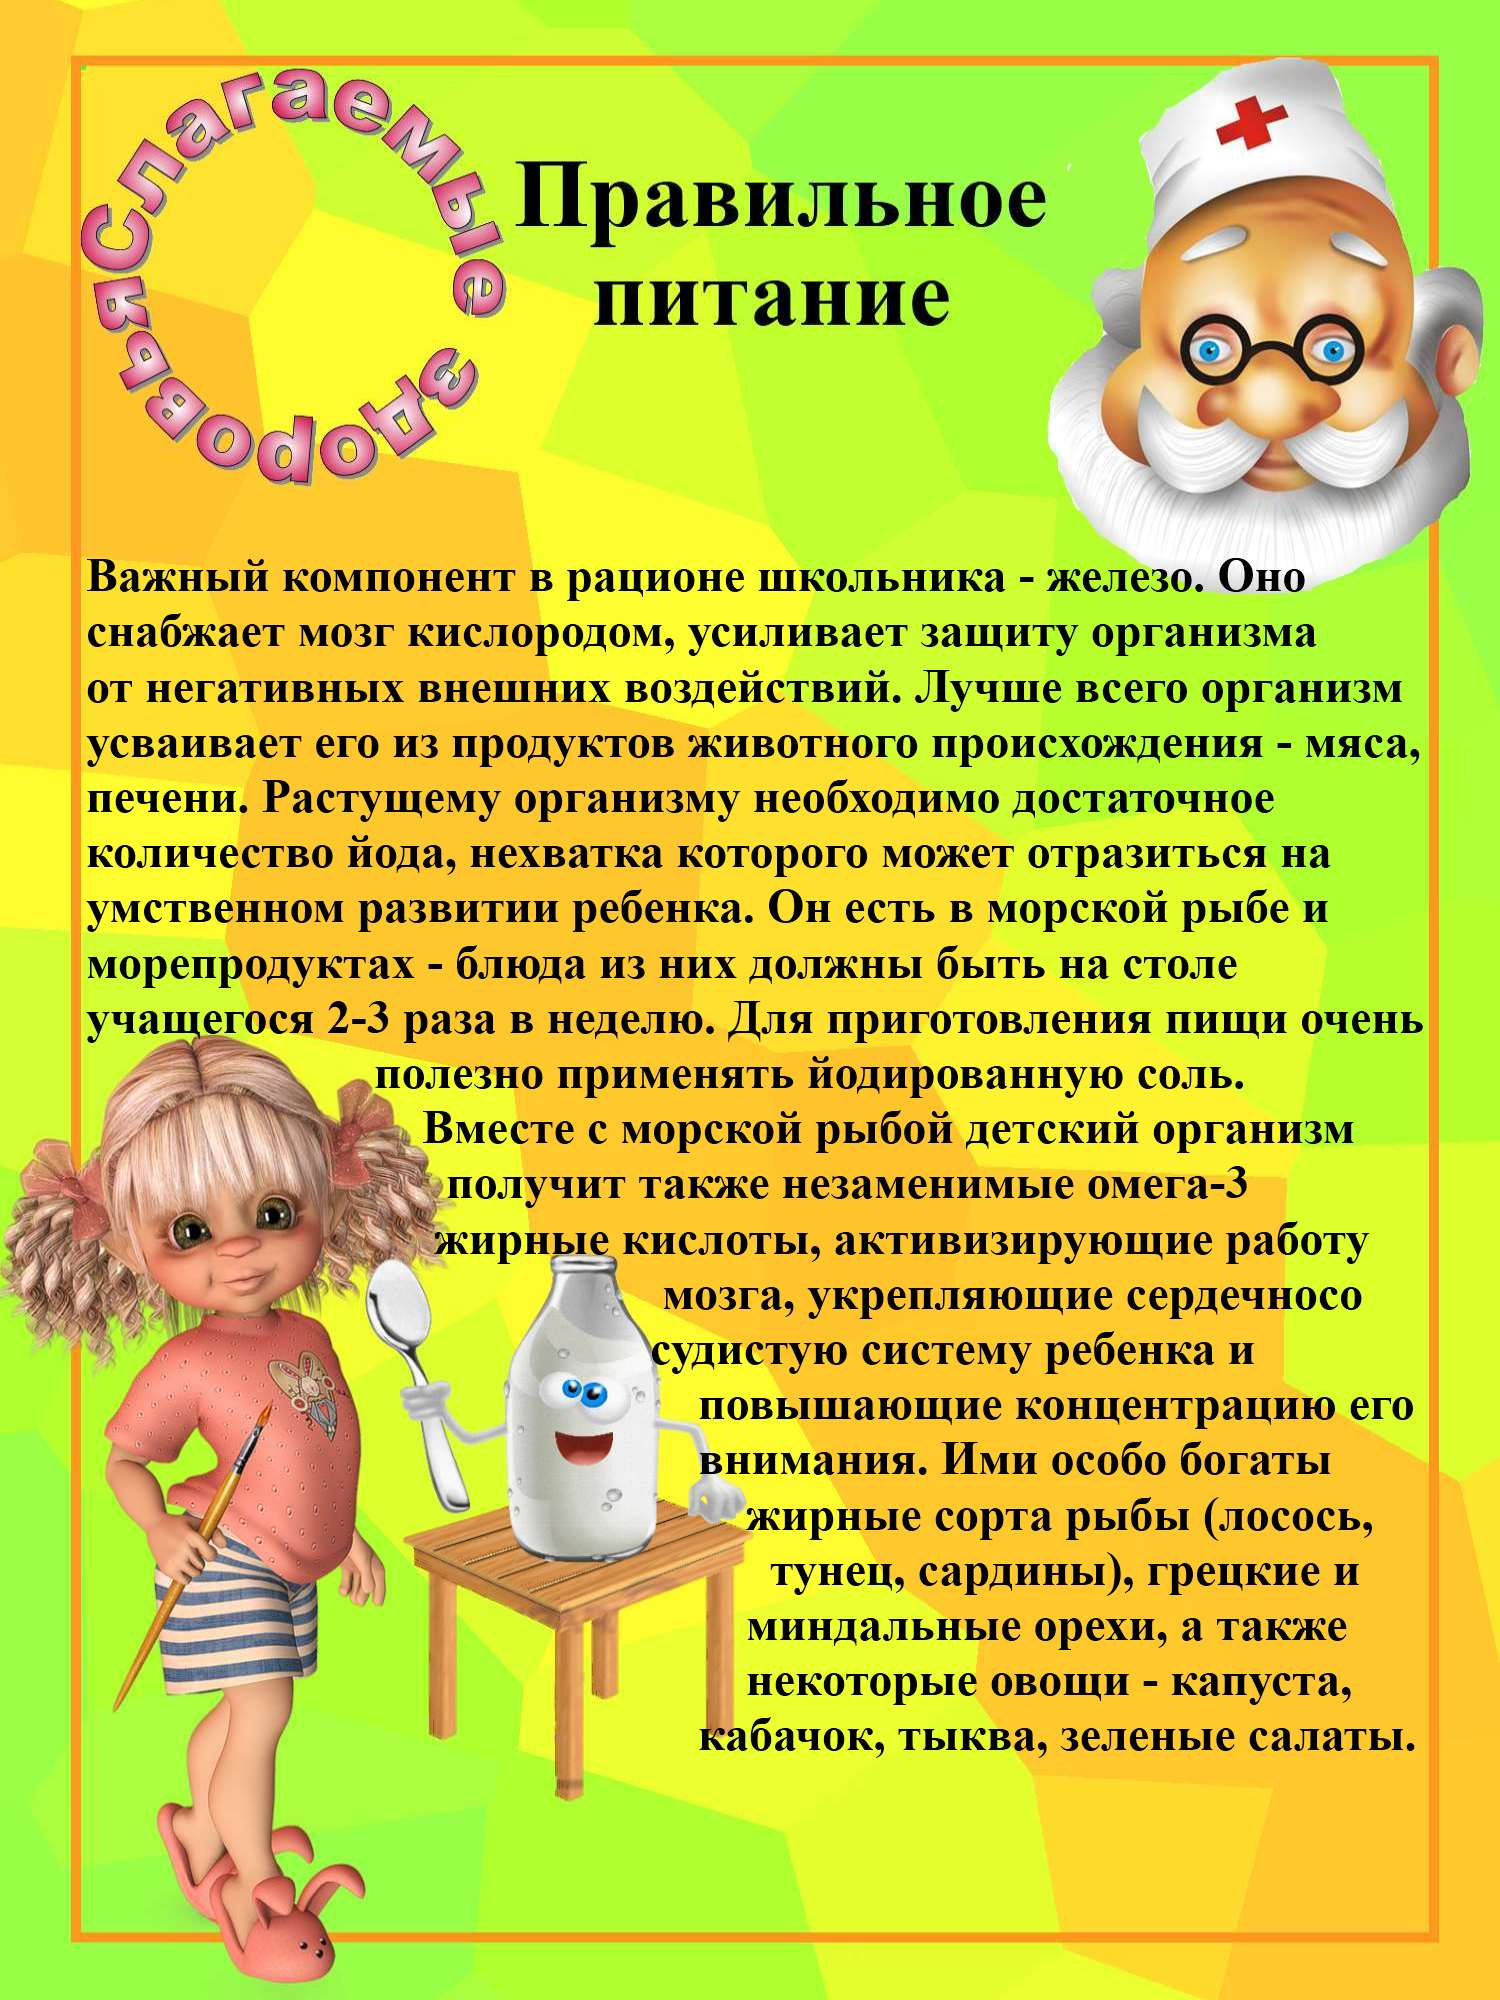 Слагаемые здоровья
Правильное
питание
Важный компонент в рационе школьника - железо. Оно
снабжает мозг кислородом, усиливает защиту организма
от негативных внешних воздействий. Лучше всего организм
усваивает его из продуктов животного происхождения - мяса,
печени. Растущему организму необходимо достаточное
количество йода, нехватка которого может отразиться на
умственном развитии ребенка. Он есть в морской рыбе и
морепродуктах - блюда из них должны быть на столе
учащегося 2-3 раза в неделю. Для приготовления пищи очень
полезно применять йодированную соль.
Вместе с морской рыбой детский организм
получит также незаменимые омега-3
жирные кислоты, активизирующие работу
мозга, укрепляющие сердечносо
судистую систему ребенка и
повышающие концентрацию его
внимания. Ими особо богаты
жирные сорта рыбы (лосось,
тунец, сардины), грецкие и
миндальные орехи, а также
некоторые овощи - капуста,
кабачок, тыква, зеленые салаты.